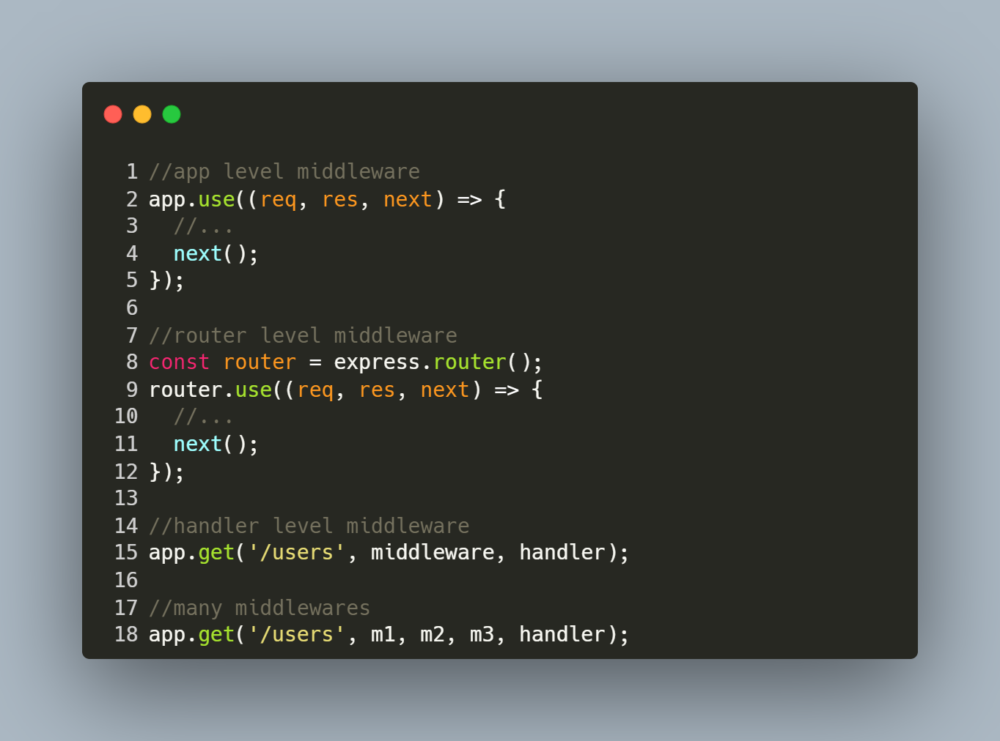 1 //app level middleware
2 app.use((req, res, next) => {
3   //...
4   next();
5 });
6
7 //router level middleware
8 const router = express.router();
9 router.use((req, res, next) => {
10   //...
11   next();
12 });
13
14 //handler level middleware
15 app.get('/users', middleware, handler);
16
17 //many middlewares
18 app.get('/users', m1, m2, m3, handler);